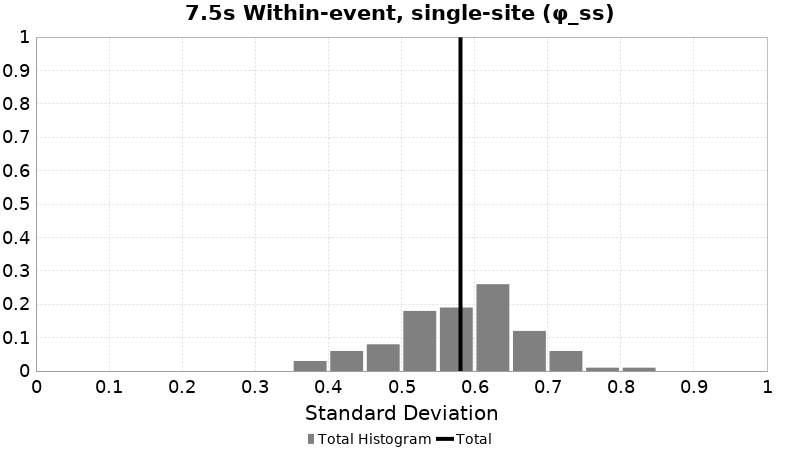 7.5s Within-event, single-site (φ_ss)
1
0.9
0.8
0.7
0.6
0.5
0.4
0.3
0.2
0.1
0
0 0.1 0.2 0.3 0.4 0.5 0.6 0.7 0.8 0.9 1
Standard Deviation
Total Histogram Total